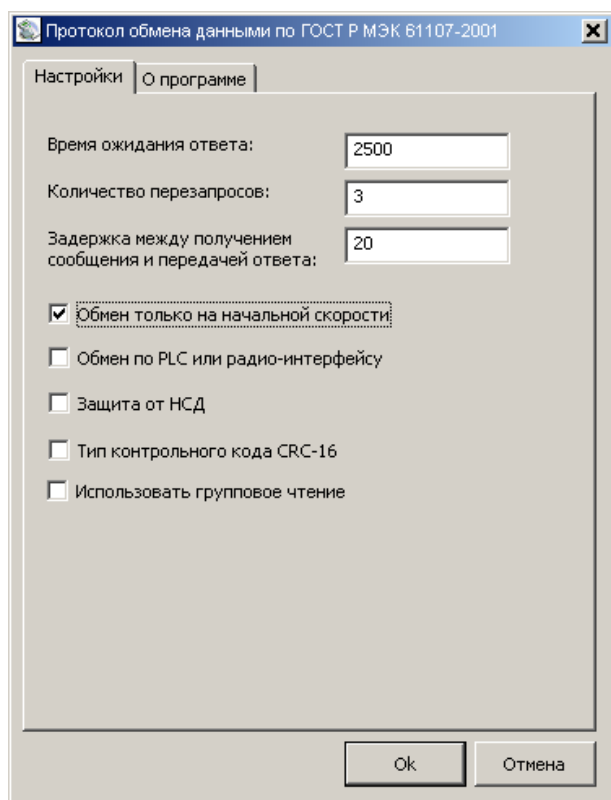 Протокол обмена данными по ГОСТ Р МЭК 61107-2001
Настройки
О программе
Время ожидания ответа:
2500
Количество перезапросов:
3
Задержка между получением
сообщения и передачей ответа:
20
Обмен только на начальной скорости
Обмен по PLC или радио-интерфейсу
Защита от НСД
Тип контрольного кода CRC-16
Использовать групповое чтение
Ok
Отмена